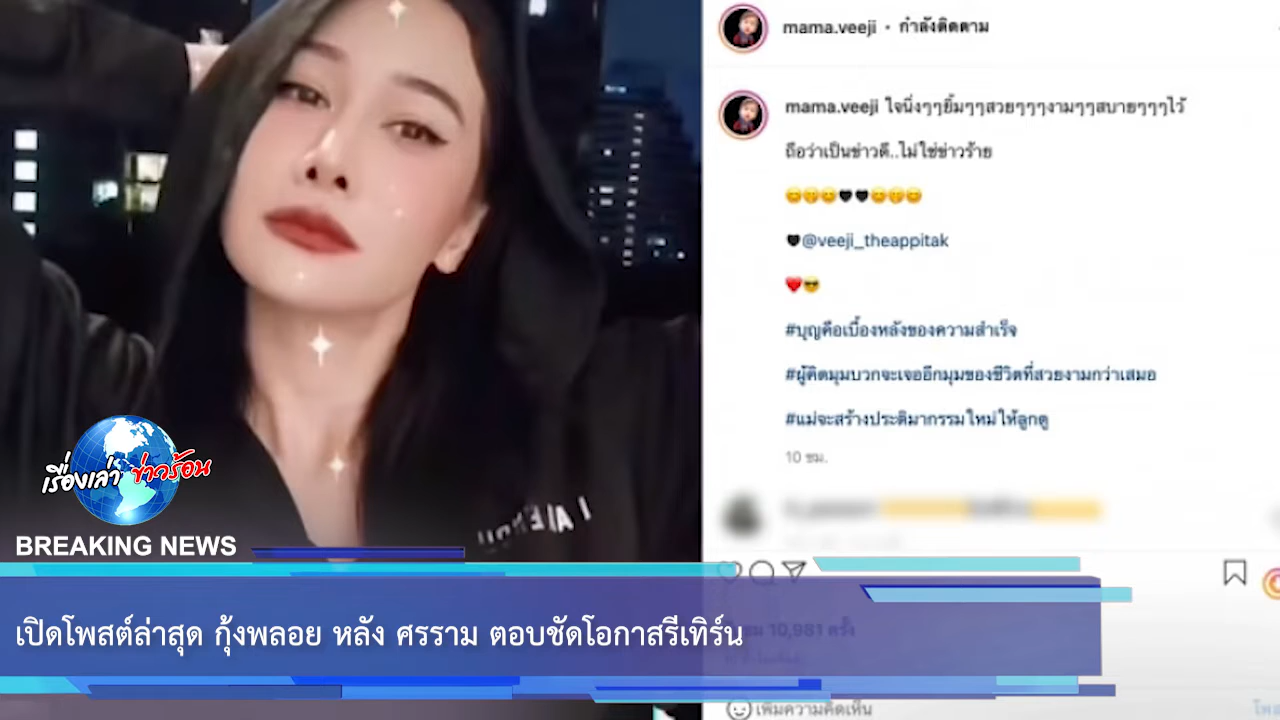 mama.veeji • กำลังติดตาม
mama.veeji ใจนิ่งๆๆยิ้มๆๆสวยๆๆๆงามๆๆสบายๆๆๆไว้
ถือว่าเป็นข่าวดี..ไม่ใช่ข่าวร้าย
😊😙😊🖤🖤😊😙😊
🖤@veeji_theappitak
❤️😎
#บุญคือเบื้องหลังของความสำเร็จ
#ผู้คิดมุมบวกจะเจออีกมุมของชีวิตที่สวยงามกว่าเสมอ
#แม่จะสร้างประติมากรรมใหม่ให้ลูกดู
10 ชม.
เรื่องเล่า ข่าวร้อน
BREAKING NEWS
เปิดโพสต์ล่าสุด กุ้งพลอย หลัง ศรราม ตอบชัดโอกาสรีเทิร์น
10,981 ครั้ง
เพิ่มความคิดเห็น